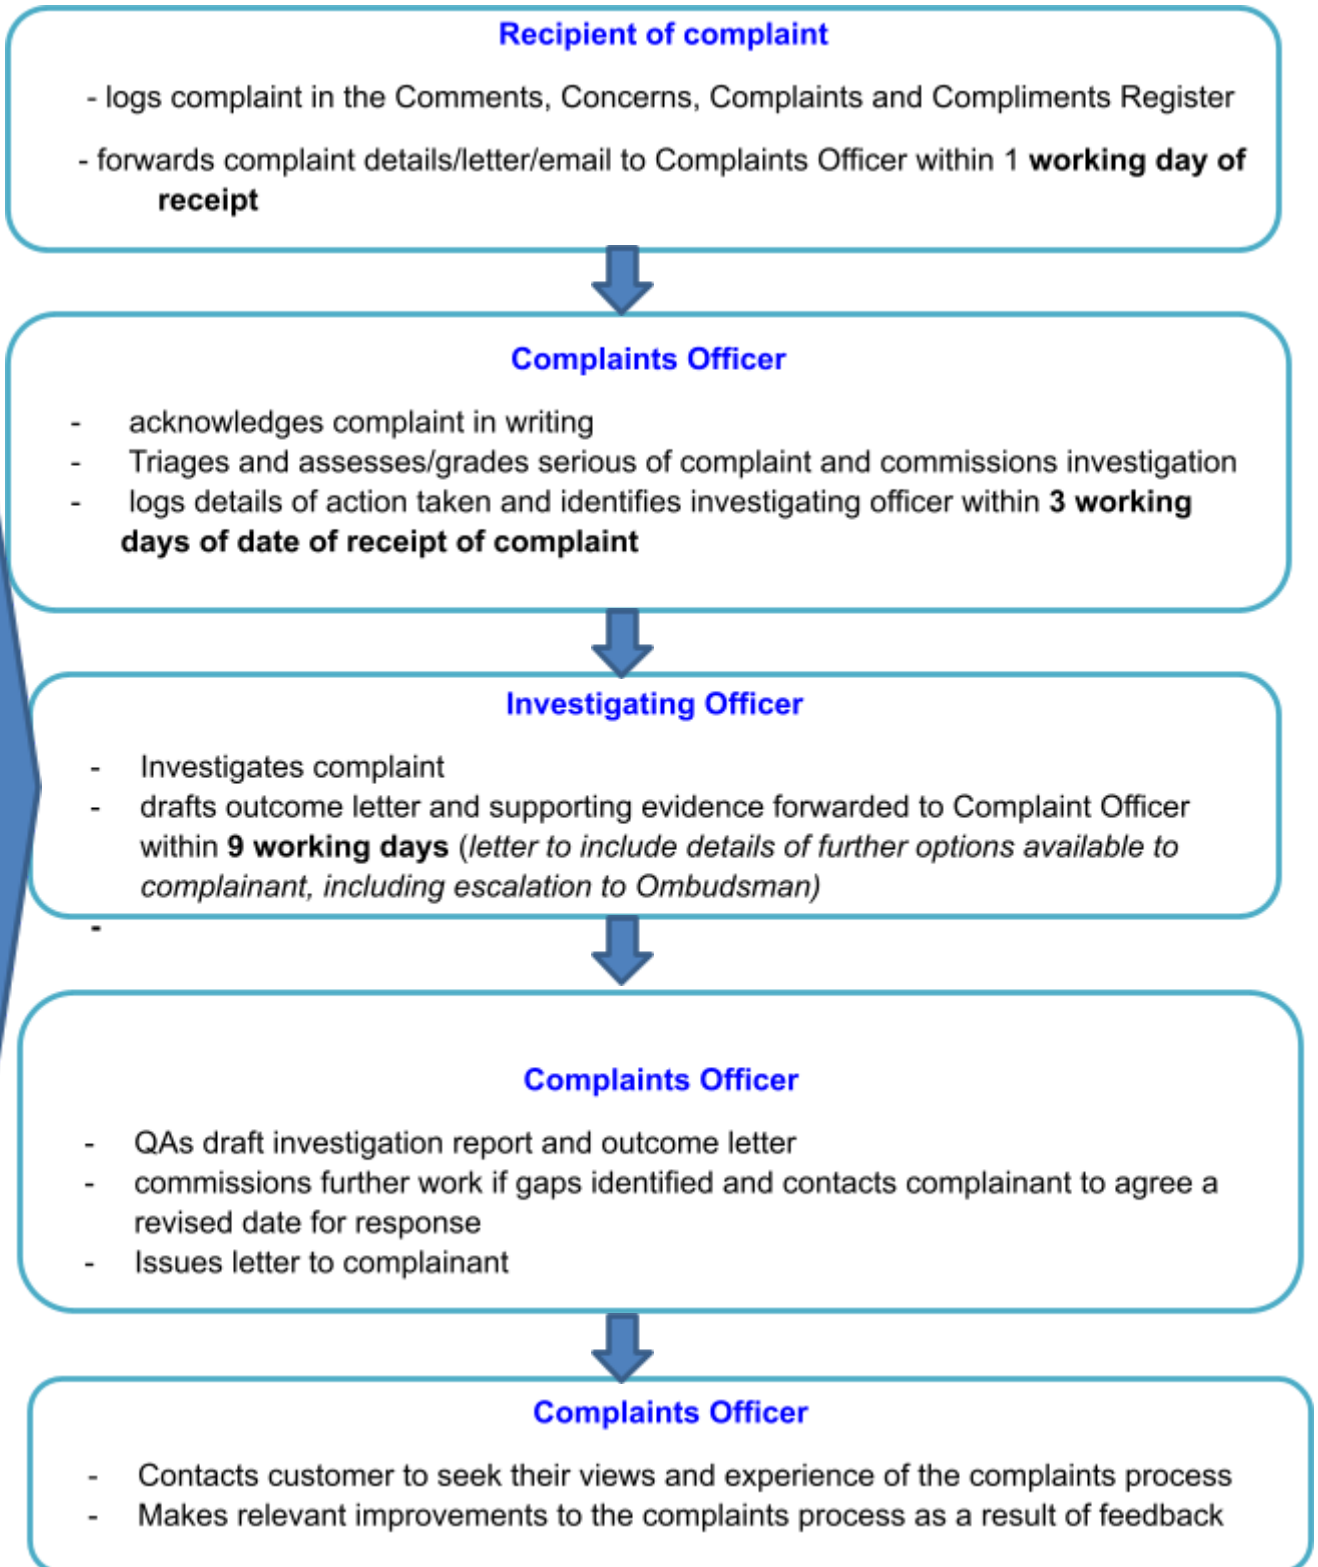 Recipient of complaint
- logs complaint in the Comments, Concerns, Complaints and Compliments Register
- forwards complaint details/letter/email to Complaints Officer within 1 working day of
receipt
Complaints Officer
- acknowledges complaint in writing
- Triages and assesses/grades serious of complaint and commissions investigation
- logs details of action taken and identifies investigating officer within 3 working
days of date of receipt of complaint
Investigating Officer
- Investigates complaint
- drafts outcome letter and supporting evidence forwarded to Complaint Officer
within 9 working days (letter to include details of further options available to
complainant, including escalation to Ombudsman)
-
Complaints Officer
- QAs draft investigation report and outcome letter
- commissions further work if gaps identified and contacts complainant to agree a
revised date for response
- Issues letter to complainant
Complaints Officer
- Contacts customer to seek their views and experience of the complaints process
- Makes relevant improvements to the complaints process as a result of feedback